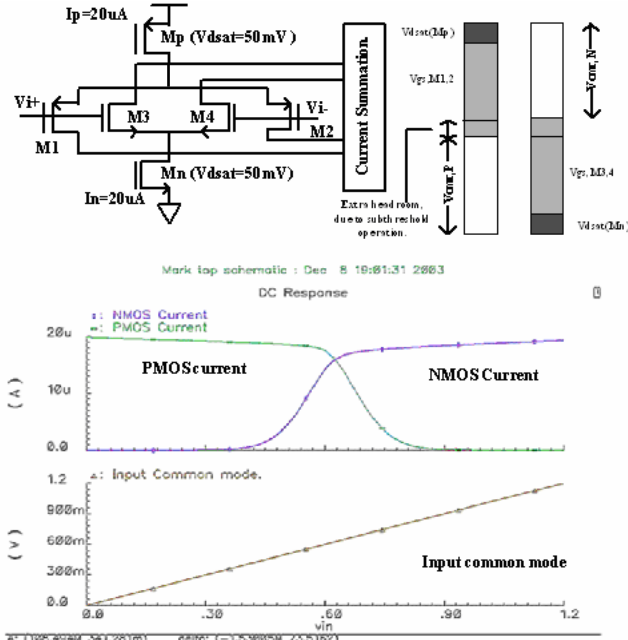 Ip=20uA
Mp (Vdsat=50mV )
Vi+
M3
M4
Vi-
M1
M2
Mn (Vdsat=50mV)
In=20uA
Current Summation.
Extra head room,
due to subthreshold
operation.
Vdsat(Mp)
Vgs,M1,2
Vcmr,P
Vcmr,N
Vgs,M3,4
Vdsat(Mn)
Mark top schematic : Dec 8 19:01:31 2003
DC Response
: NMOS Current
: PMOS Current
20u
10u
0.0
(A)
PMOS current
NMOS Current
: Input Common mode.
1.2
900m
600m
300m
0.0
(V)
Input common mode
0.0 .30 .60 .90 1.2
vin